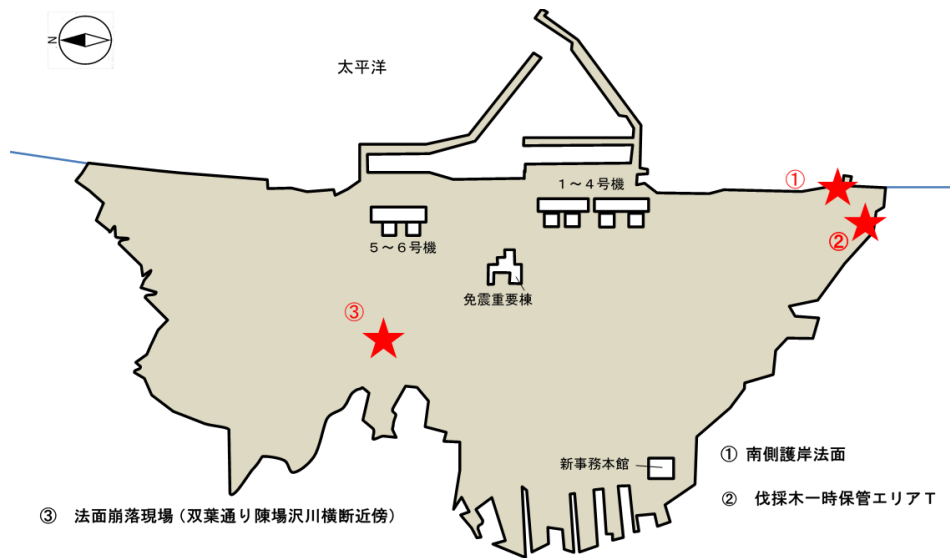 N
太平洋
①
1～4号機
②
5～6号機
免震重要棟
③
新事務本館
① 南側護岸法面
② 伐採木一時保管エリアT
③ 法面崩落現場（双葉通り陳場沢川横断近傍）